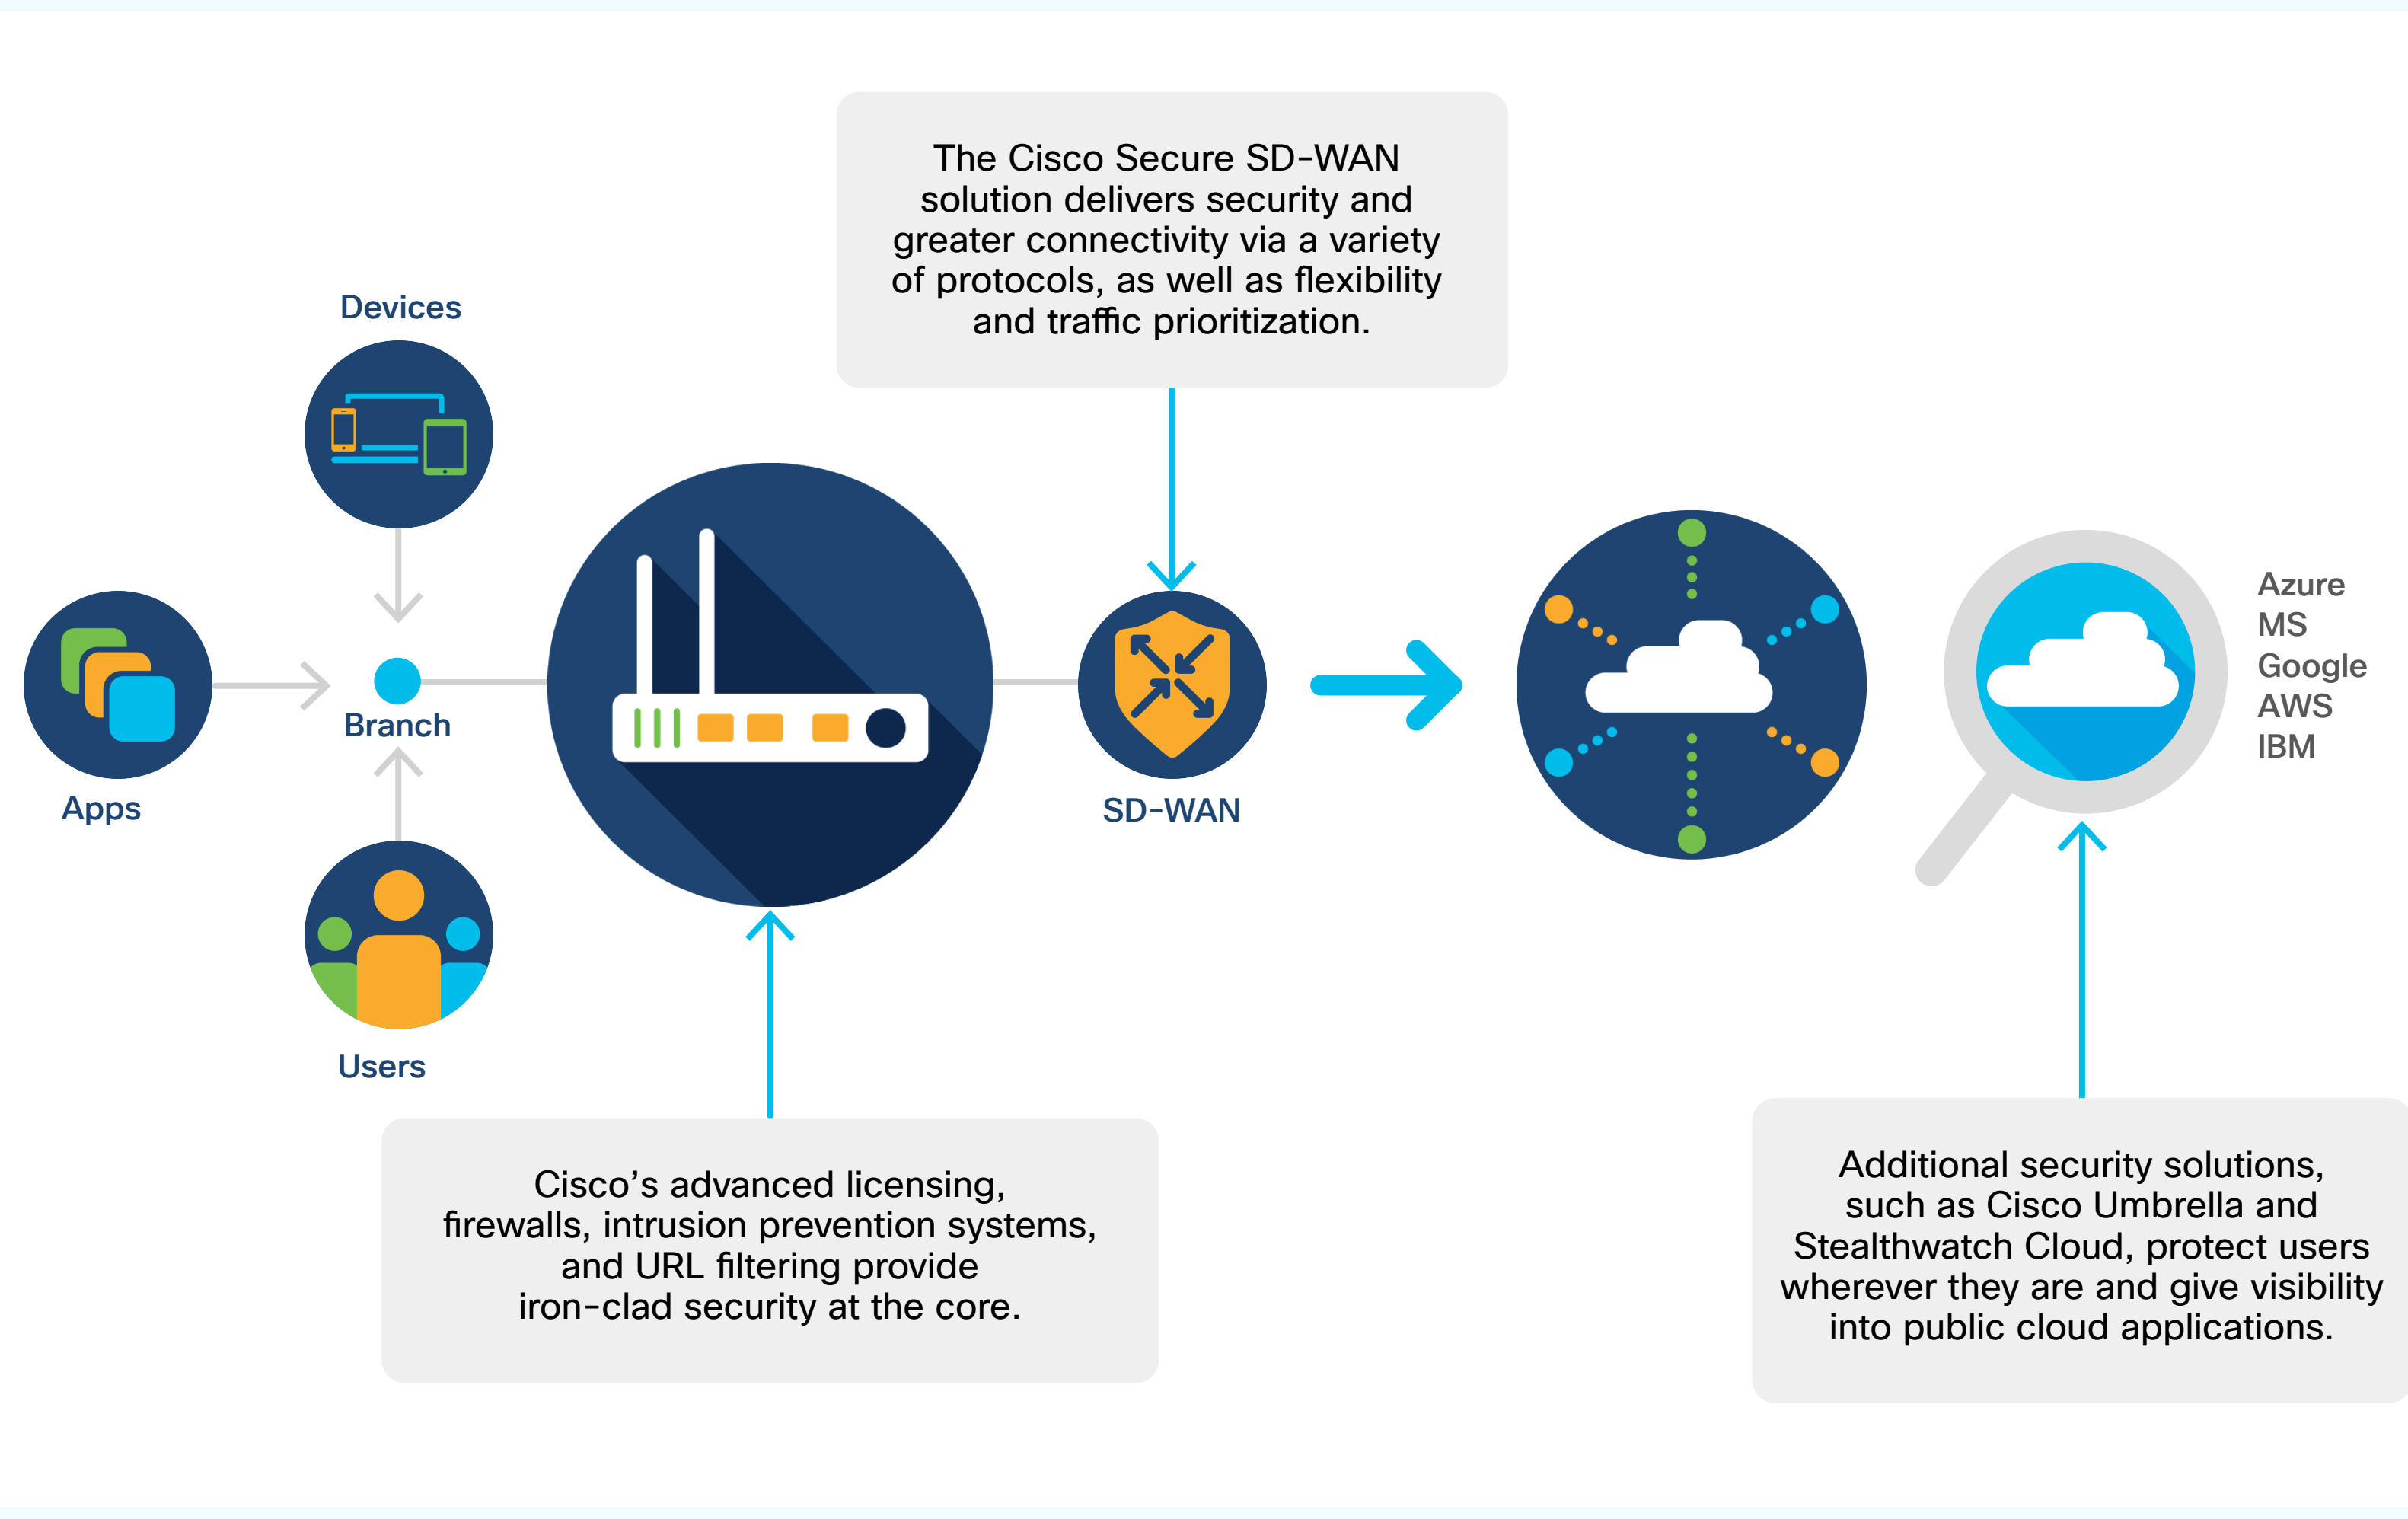 The Cisco Secure SD-WAN
solution delivers security and
greater connectivity via a variety
of protocols, as well as flexibility
and traffic prioritization.
Devices
Apps
Branch
Users
SD-WAN
Azure
MS
Google
AWS
IBM
Cisco’s advanced licensing,
firewalls, intrusion prevention systems,
and URL filtering provide
iron-clad security at the core.
Additional security solutions,
such as Cisco Umbrella and
Stealthwatch Cloud, protect users
wherever they are and give visibility
into public cloud applications.